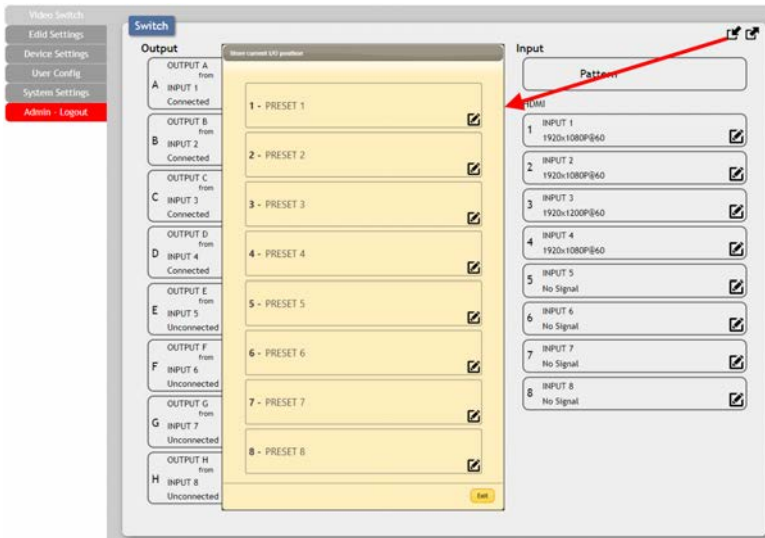 Video Switch
Edid Settings
Device Settings
User Config
System Settings
Admin - Logout
Switch
Output
OUTPUT A
from
A
INPUT 1
Connected
OUTPUT B
from
B
INPUT 2
Connected
OUTPUT C
from
C
INPUT 3
Connected
OUTPUT D
from
D
INPUT 4
Connected
OUTPUT E
from
E
INPUT 5
Unconnected
OUTPUT F
from
F
INPUT 6
Unconnected
OUTPUT G
from
G
INPUT 7
Unconnected
OUTPUT H
from
H
INPUT 8
Unconnected
Store current I/O position
1 - PRESET 1
2 - PRESET 2
3 - PRESET 3
4 - PRESET 4
5 - PRESET 5
6 - PRESET 6
7 - PRESET 7
8 - PRESET 8
Exit
Input
Pattern
HDMI
1
INPUT 1
1920x1080P@60
2
INPUT 2
1920x1080P@60
3
INPUT 3
1920x1200P@60
4
INPUT 4
1920x1080P@60
5
INPUT 5
No Signal
6
INPUT 6
No Signal
7
INPUT 7
No Signal
8
INPUT 8
No Signal